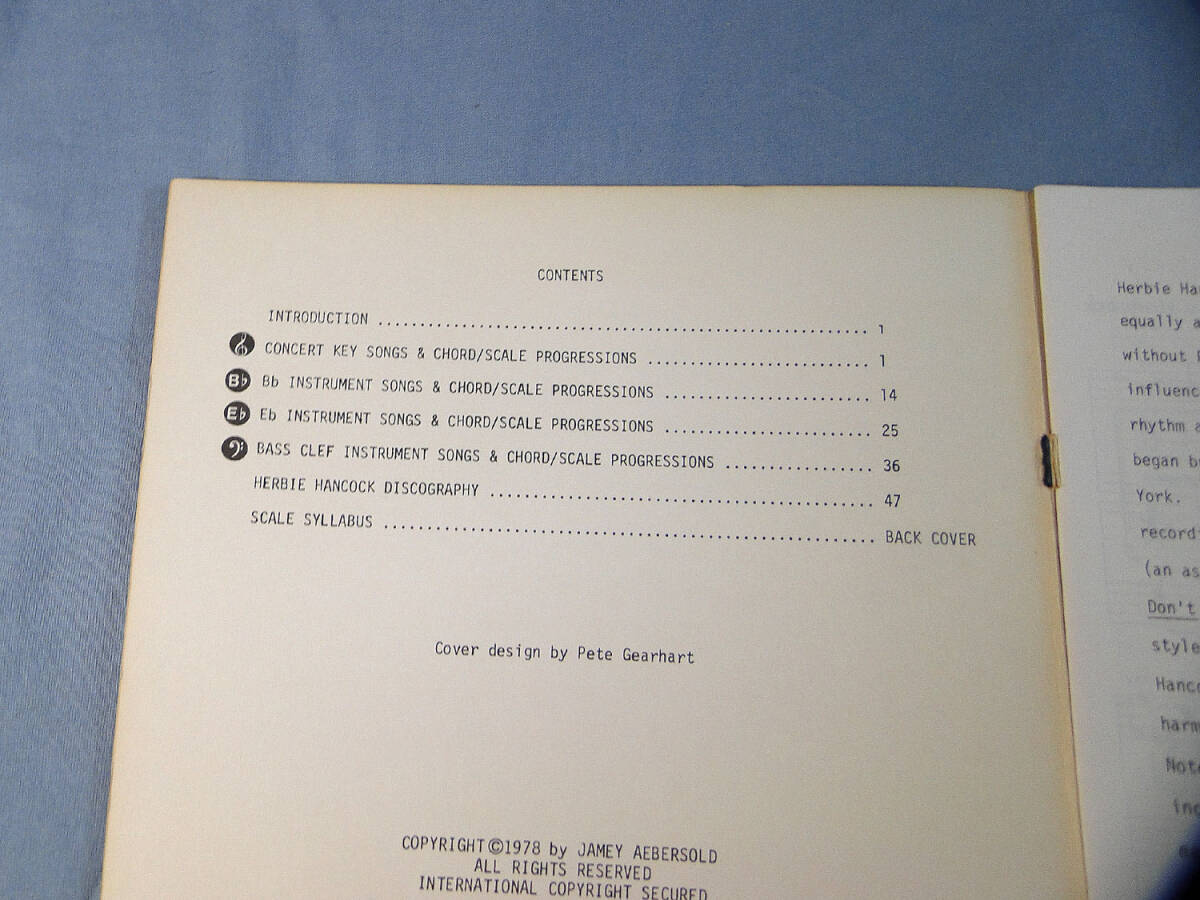 CONTENTS
INTRODUCTION ........................................................ 1
CONCERT KEY SONGS & CHORD/SCALE PROGRESSIONS ......................... 1
B♭ Bb INSTRUMENT SONGS & CHORD/SCALE PROGRESSIONS ........................ 14
E♭ Eb INSTRUMENT SONGS & CHORD/SCALE PROGRESSIONS ........................ 25
BASS CLEF INSTRUMENT SONGS & CHORD/SCALE PROGRESSIONS ................. 36
HERBIE HANCOCK DISCOGRAPHY ............................................ 47
SCALE SYLLABUS ........................................................ BACK COVER
Cover design by Pete Gearhart
COPYRIGHT ©1978 by JAMEY AEBERSOLD
ALL RIGHTS RESERVED
INTERNATIONAL COPYRIGHT SECURED
Herbie
equally
without
rhythm
began
York.
(an
Don't